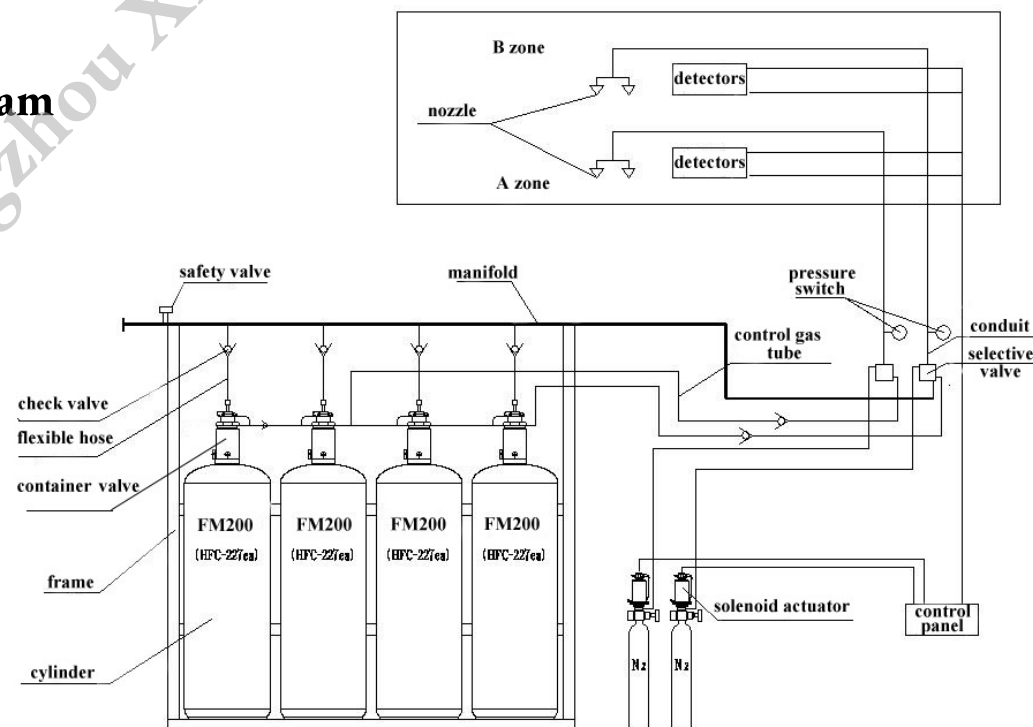 am
gzhou X
B zone
detectors
nozzle
detectors
A zone
safety valve
manifold
pressure
switch
control gas
tube
conduit
selective
valve
check valve
flexible hose
container valve
FM200
(HFC-227ea)
FM200
(HFC-227ea)
FM200
(HFC-227ea)
FM200
(HFC-227ea)
frame
solenoid actuator
control
panel
cylinder
N2
N2